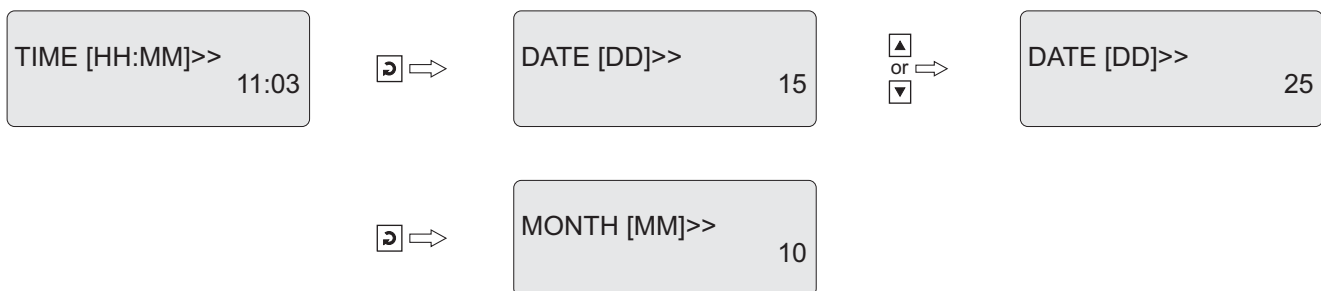 TIME [HH:MM]>>
11:03
DATE [DD]>>
15
or
DATE [DD]>>
25
MONTH [MM]>>
10